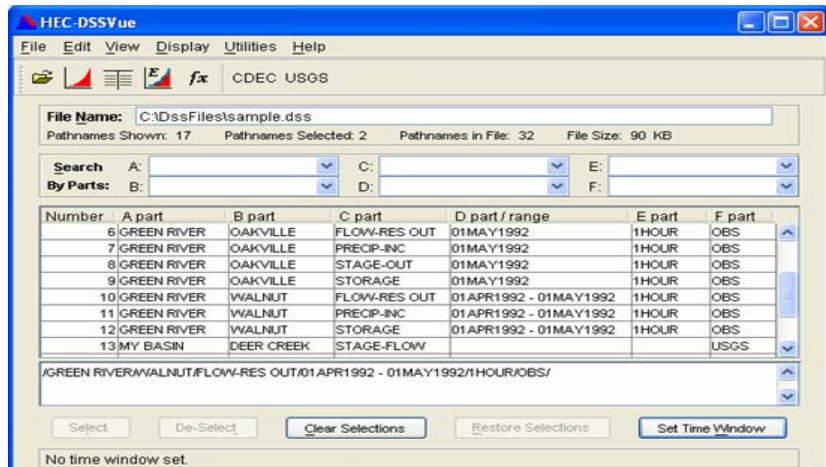 HEC-DSSVue
File Edit View Display Utilities Help
E fx CDEC USGS
File Name: C:\DssFiles\sample.dss
Pathnames Shown: 17 Pathnames Selected: 2 Pathnames in File: 32 File Size: 90 KB
Search A: C: E:
By Parts: B: D: F:
Number A part B part C part D part / range E part F part
6 GREEN RIVER OAKVILLE FLOW-RES OUT 01MAY1992 1HOUR OBS
7 GREEN RIVER OAKVILLE PRECIP-INC 01MAY1992 1HOUR OBS
8 GREEN RIVER OAKVILLE STAGE-OUT 01MAY1992 1HOUR OBS
9 GREEN RIVER OAKVILLE STORAGE 01MAY1992 1HOUR OBS
10 GREEN RIVER WALNUT FLOW-RES OUT 01APR1992 - 01MAY1992 1HOUR OBS
11 GREEN RIVER WALNUT PRECIP-INC 01APR1992 - 01MAY1992 1HOUR OBS
12 GREEN RIVER WALNUT STORAGE 01APR1992 - 01MAY1992 1HOUR OBS
13 MY BASIN DEER CREEK STAGE-FLOW USGS
/GREEN RIVER/WALNUT/FLOW-RES OUT/01APR1992 - 01MAY1992/1HOUR/OBS/
Select De-Select Clear Selections Restore Selections Set Time Window
No time window set.